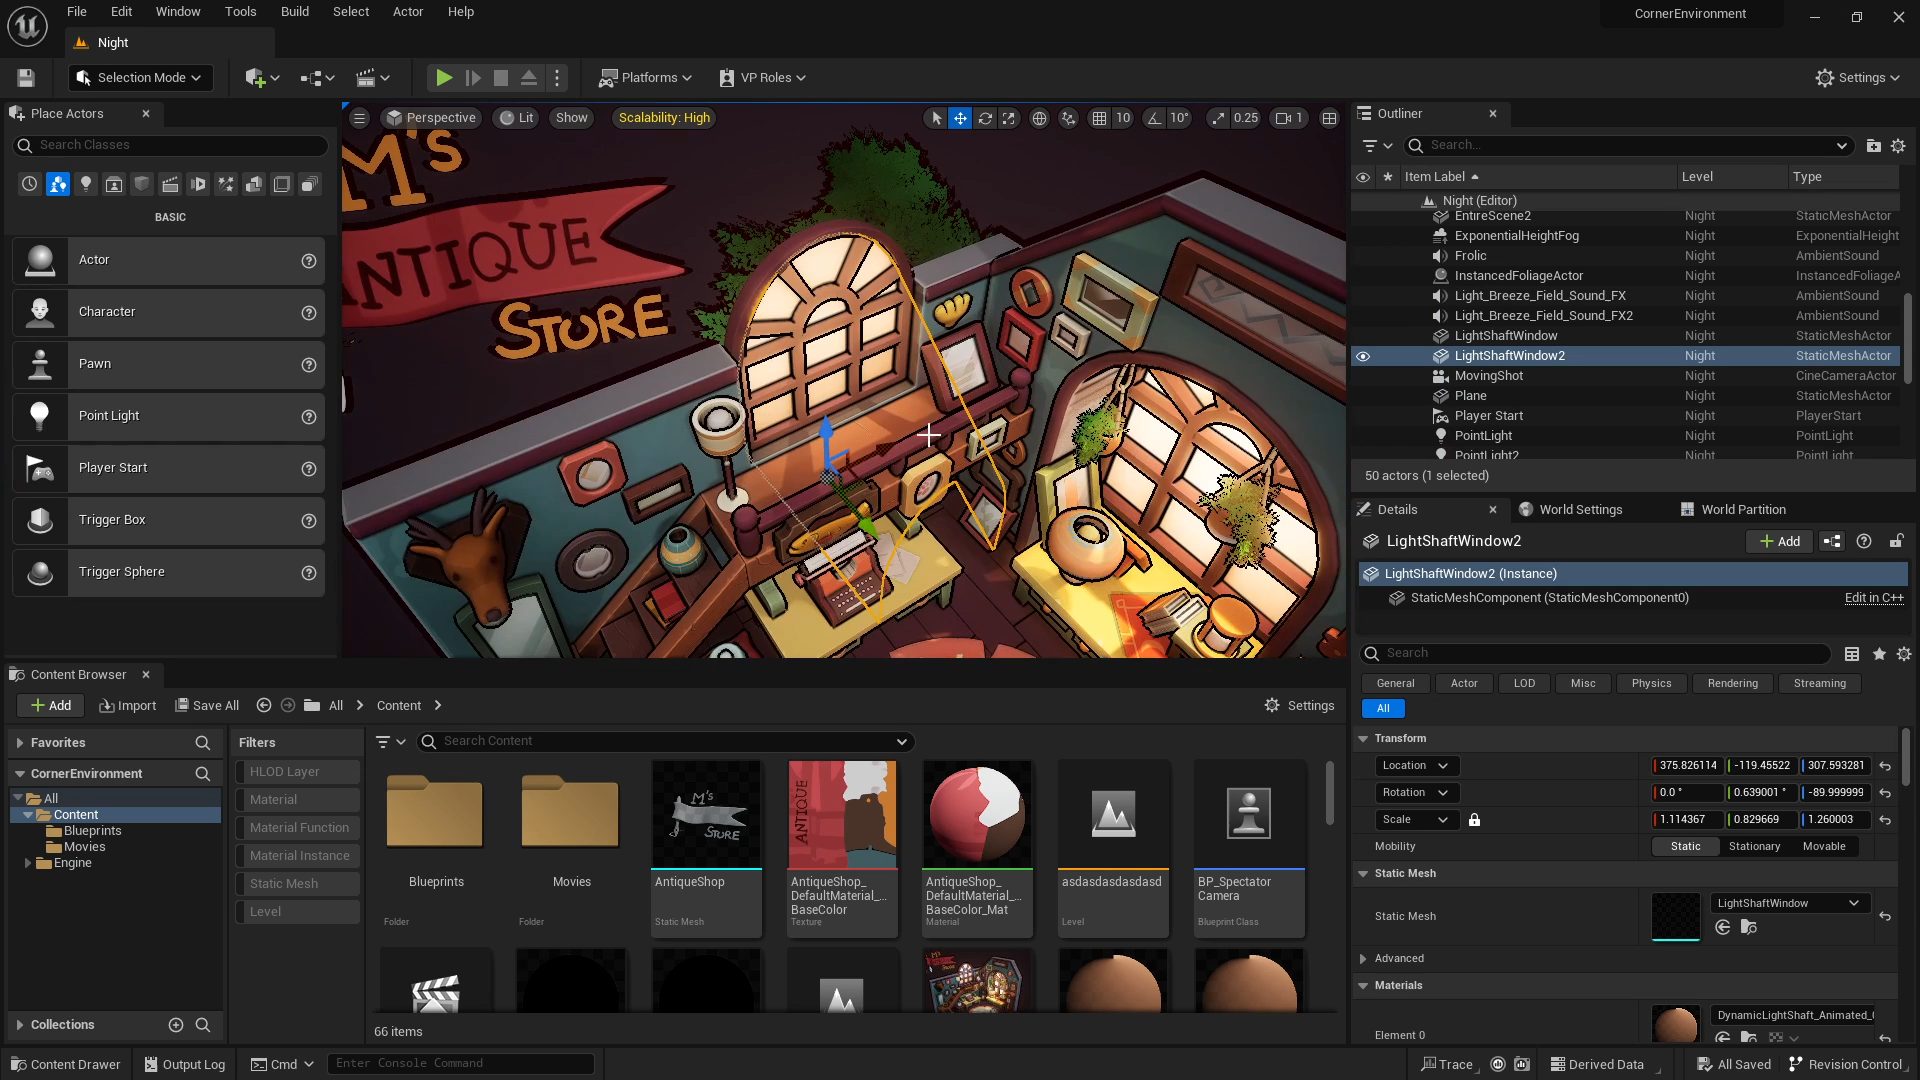 File Edit Window Tools Build Select Actor Help
CornerEnvironment
Night
Selection Mode
Platforms
VP Roles
Settings
Place Actors
Search Classes
BASIC
Actor
Character
Pawn
Point Light
Player Start
Trigger Box
Trigger Sphere
Perspective Lit Show Scalability: High
10 10° 0.25 1
M's
ANTIQUE
STORE
Outliner
Search...
Item Label Level Type
Night (Editor)
EntireScene2 Night StaticMeshActor
ExponentialHeightFog Night ExponentialHeight
Frolic Night AmbientSound
InstancedFoliageActor Night InstancedFoliageA
Light_Breeze_Field_Sound_FX Night AmbientSound
Light_Breeze_Field_Sound_FX2 Night AmbientSound
LightShaftWindow Night StaticMeshActor
LightShaftWindow2 Night StaticMeshActor
MovingShot Night CineCameraActor
Plane Night StaticMeshActor
Player Start Night PlayerStart
PointLight Night PointLight
PointLight2 Night PointLight
50 actors (1 selected)
Details World Settings World Partition
LightShaftWindow2
Add
LightShaftWindow2 (Instance)
StaticMeshComponent (StaticMeshComponent0) Edit in C++
Search
General Actor LOD Misc Physics Rendering Streaming
All
Transform
Location 375.826114 -119.45522 307.593281
Rotation 0.0 ° 0.639001 ° -89.999999
Scale 1.114367 0.829669 1.260003
Mobility Static Stationary Movable
Static Mesh
Static Mesh LightShaftWindow
Advanced
Materials
Element 0 DynamicLightShaft_Animated_
Content Browser
Add Import Save All All Content Settings
Favorites
CornerEnvironment
All
Content
Blueprints
Movies
Engine
Collections
Filters
HLOD Layer
Material
Material Function
Material Instance
Static Mesh
Level
Search Content
Blueprints
Folder
Movies
Folder
M's
STORE
AntiqueShop
Static Mesh
ANTIQUE
AntiqueShop_
DefaultMaterial_...
BaseColor
Texture
AntiqueShop_
DefaultMaterial_...
BaseColor_Mat
Material
asdasdasdasdasd
Level
BP_Spectator
Camera
Blueprint Class
66 items
Content Drawer Output Log Cmd Enter Console Command
Trace Derived Data All Saved Revision Control